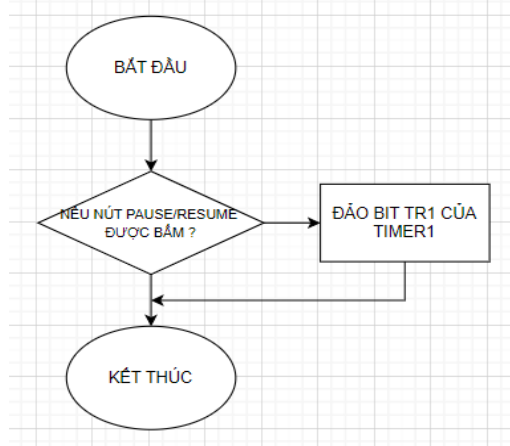 BẮT ĐẦU
NẾU NÚT PAUSE/RESUME
ĐƯỢC BẤM ?
ĐẢO BIT TR1 CỦA
TIMER1
KẾT THÚC